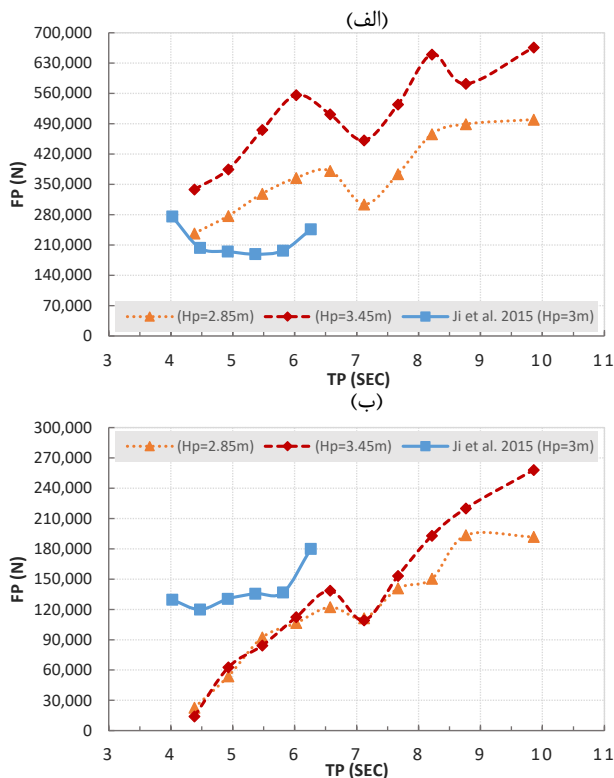 (الف)
700,000
630,000
560,000
490,000
420,000
350,000
280,000
210,000
140,000
70,000
0
FP (N)
(Hp=2.85m) (Hp=3.45m) Ji et al. 2015 (Hp=3m)
3 4 5 6 7 8 9 10 11
TP (SEC)
(ب)
300,000
270,000
240,000
210,000
180,000
150,000
120,000
90,000
60,000
30,000
0
FP (N)
(Hp=2.85m) (Hp=3.45m) Ji et al. 2015 (Hp=3m)
3 4 5 6 7 8 9 10 11
TP (SEC)